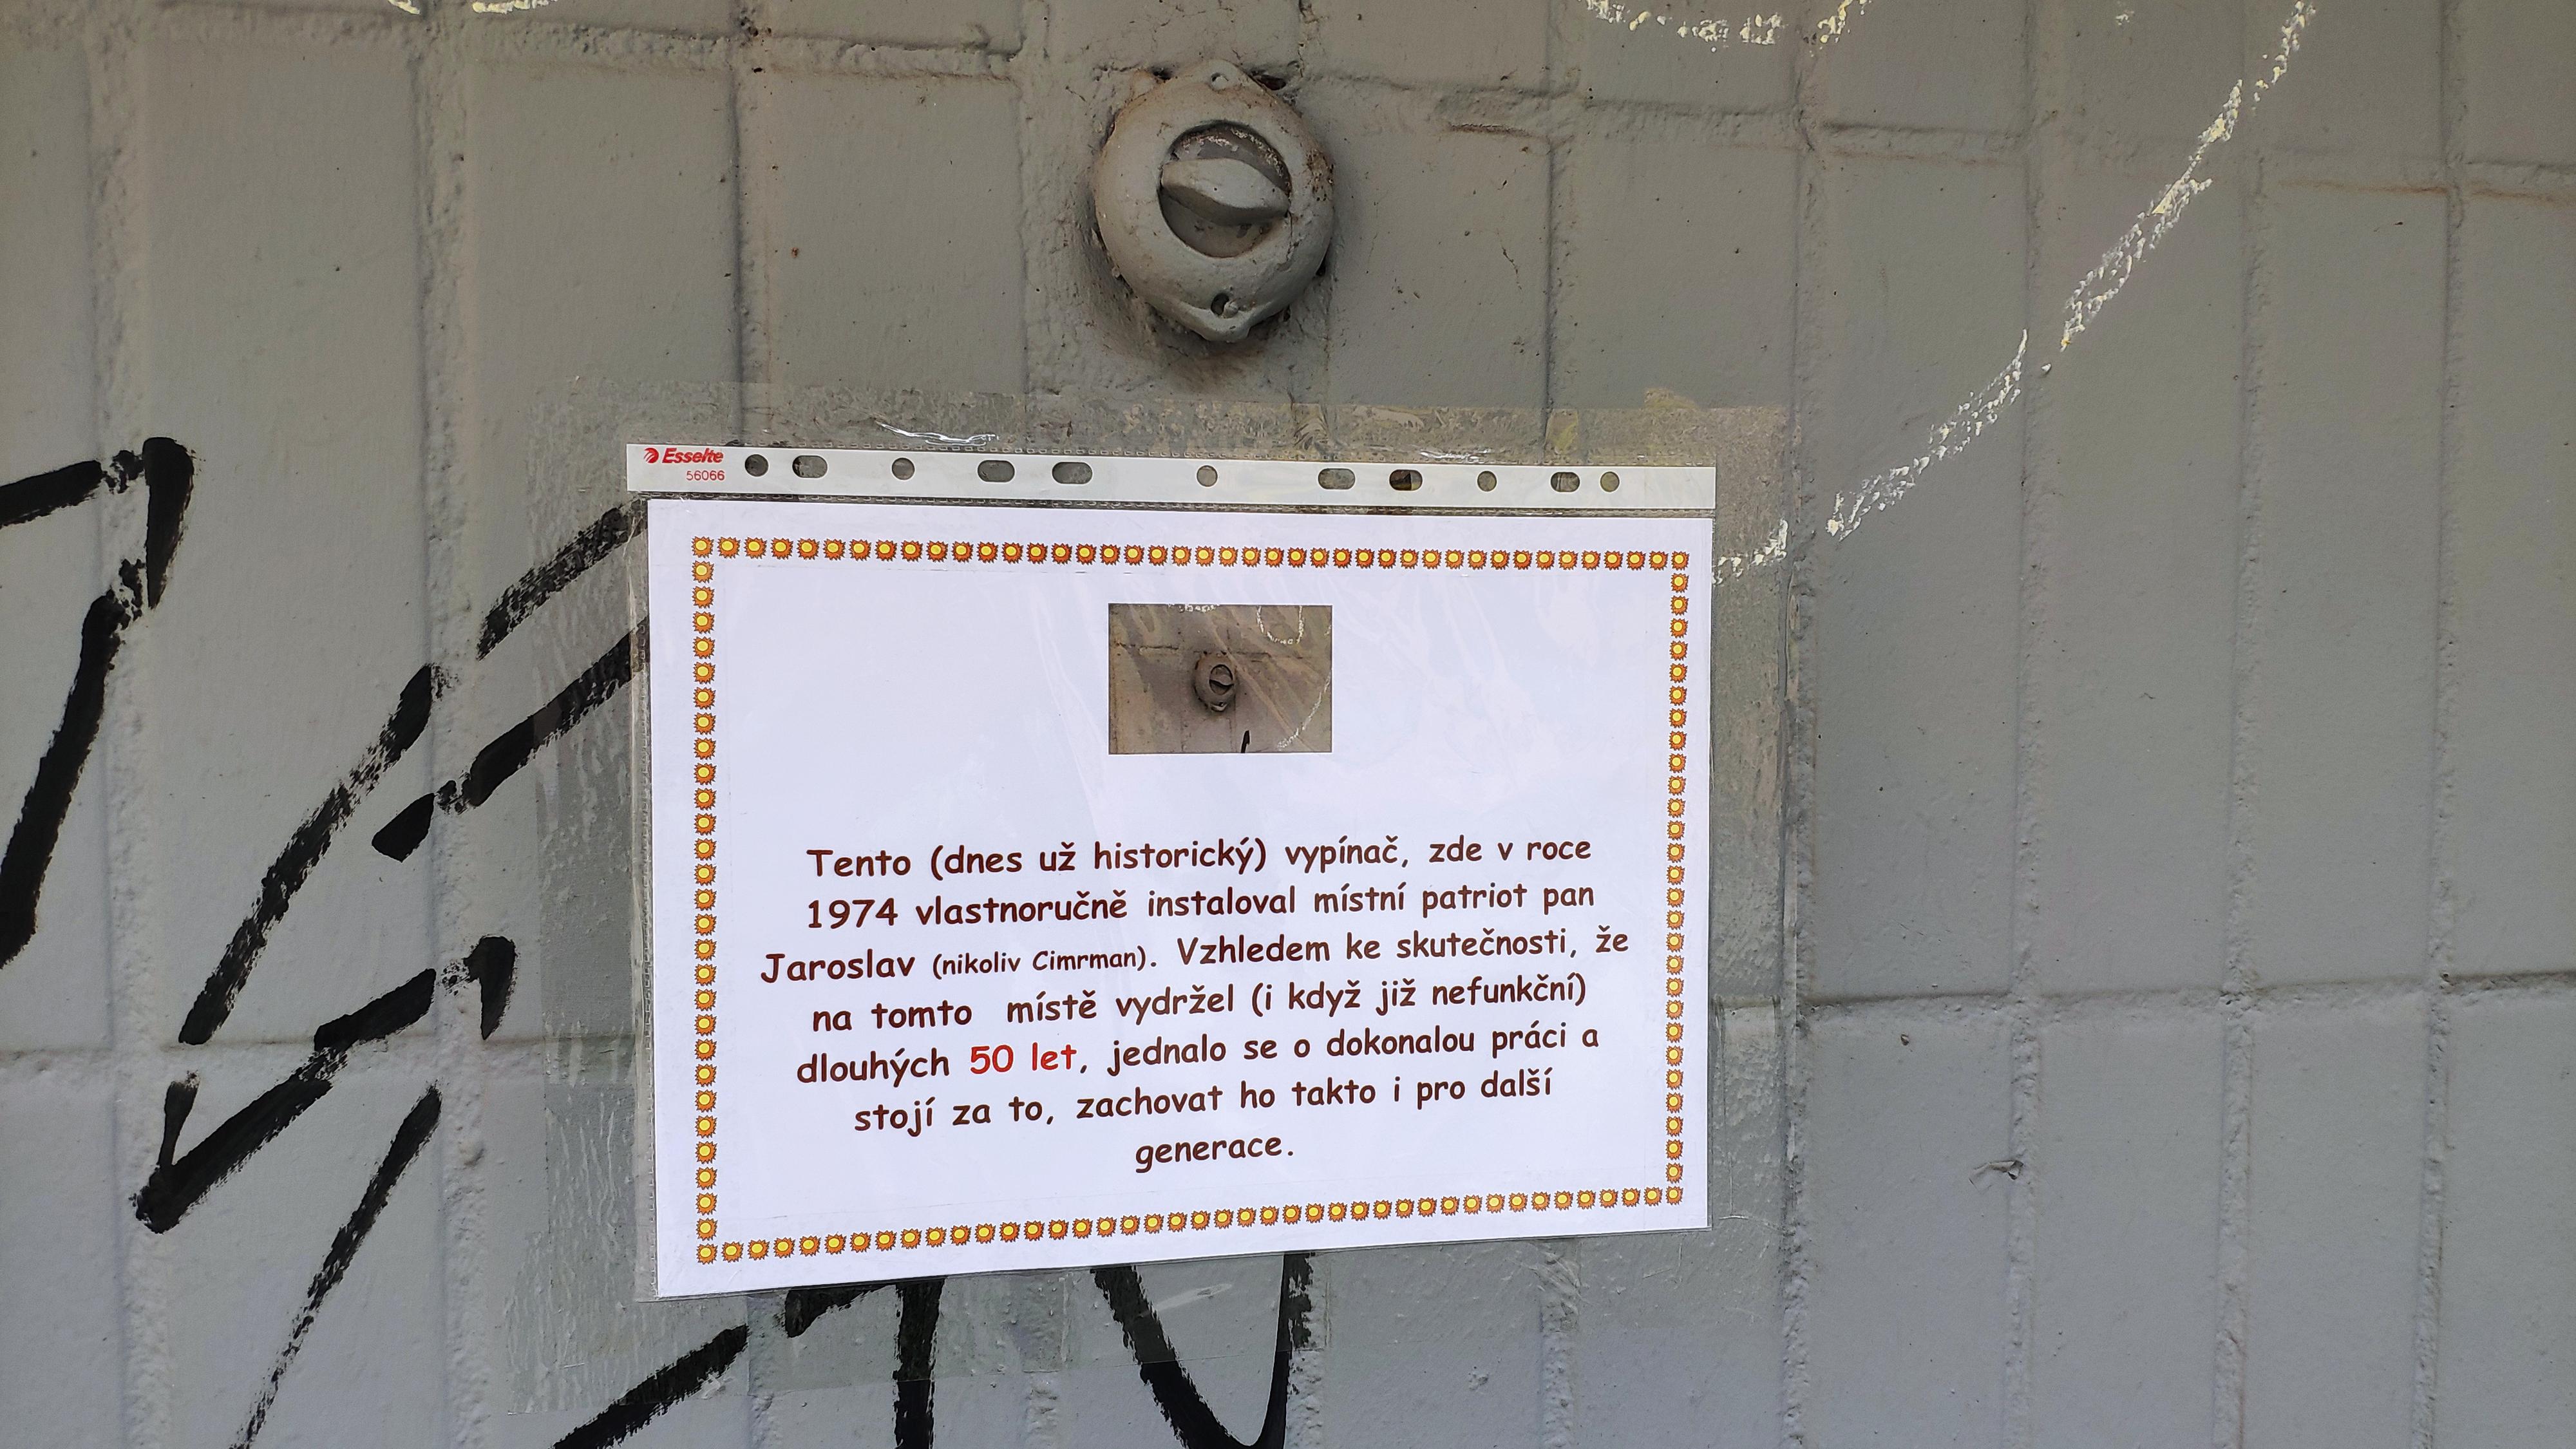 Esselte
56066
Tento (dnes už historický) vypínač, zde v roce
1974 vlastnoručně instaloval místní patriot pan
Jaroslav (nikoliv Cimrman). Vzhledem ke skutečnosti, že
na tomto místě vydržel (i když již nefunkční)
dlouhých 50 let, jednalo se o dokonalou práci a
stojí za to, zachovat ho takto i pro další
generace.